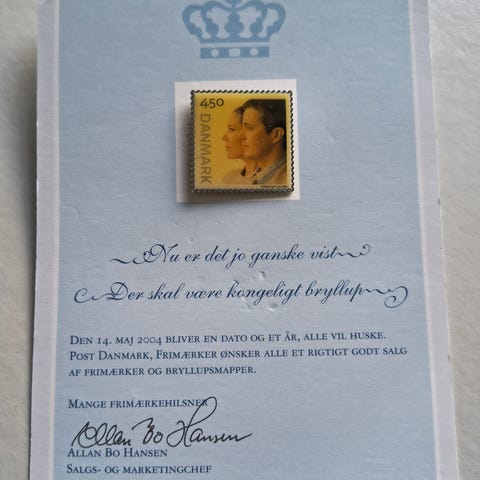 450
DANMARK
Nu er det jo ganske vist
Der skal være kongeligt bryllup
Den 14. maj 2004 bliver en dato og et år, alle vil huske.
Post Danmark, Frimærker ønsker alle et rigtigt godt salg
af frimærker og bryllupsmapper.
Mange frimærkehilsner
Allan Bo Hansen
Allan Bo Hansen
Salgs- og marketingchef